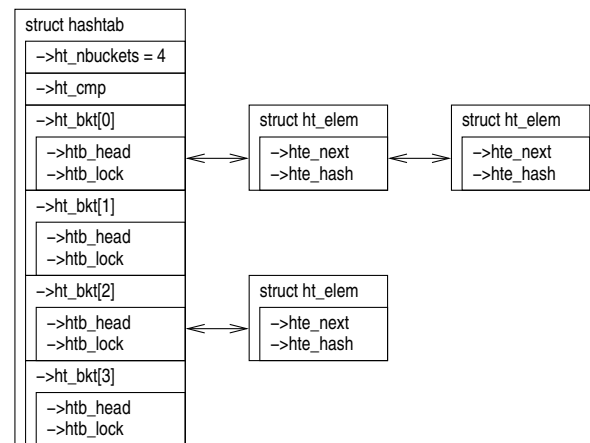 struct hashtab
−>ht_nbuckets = 4
−>ht_cmp
−>ht_bkt[0]
−>htb_head
−>htb_lock
struct ht_elem
−>hte_next
−>hte_hash
struct ht_elem
−>hte_next
−>hte_hash
−>ht_bkt[1]
−>htb_head
−>htb_lock
−>ht_bkt[2]
−>htb_head
−>htb_lock
struct ht_elem
−>hte_next
−>hte_hash
−>ht_bkt[3]
−>htb_head
−>htb_lock